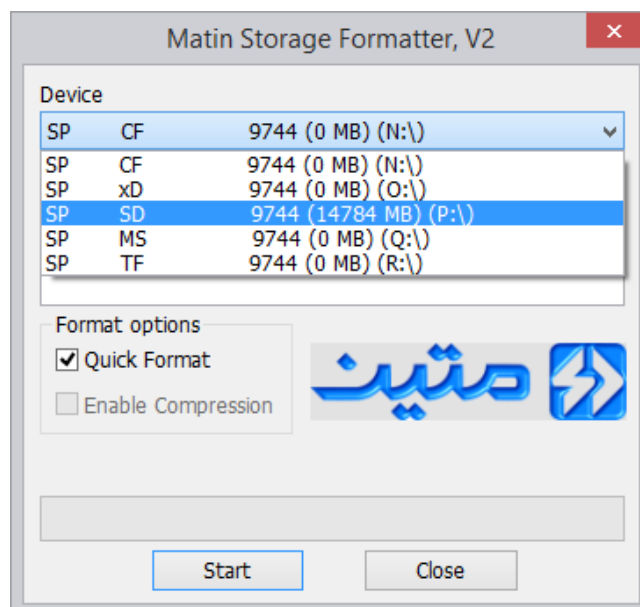 Matin Storage Formatter, V2
Device
SP CF 9744 (0 MB) (N:\)
SP CF 9744 (0 MB) (N:\)
SP xD 9744 (0 MB) (O:\)
SP SD 9744 (14784 MB) (P:\)
SP MS 9744 (0 MB) (Q:\)
SP TF 9744 (0 MB) (R:\)
Format options
Quick Format
متین
Enable Compression
Start Close